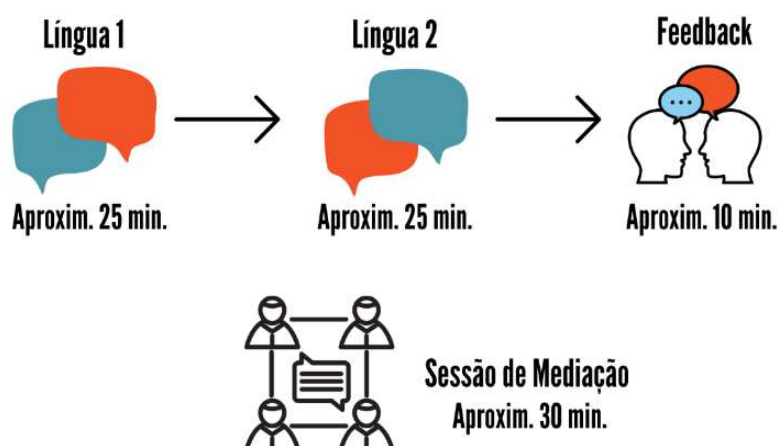 Língua 1
Língua 2
Feedback
Aproxim. 25 min.
Aproxim. 25 min.
Aproxim. 10 min.
Sessão de Mediação
Aproxim. 30 min.